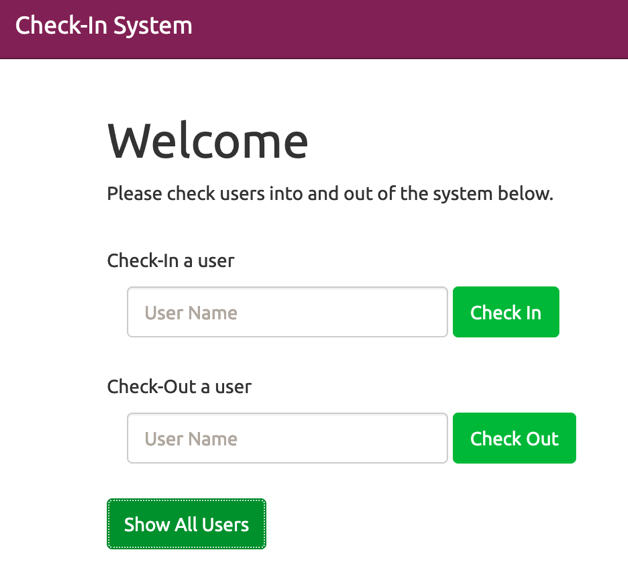 Check-In System
Welcome
Please check users into and out of the system below.
Check-In a user
User Name
Check In
Check-Out a user
User Name
Check Out
Show All Users